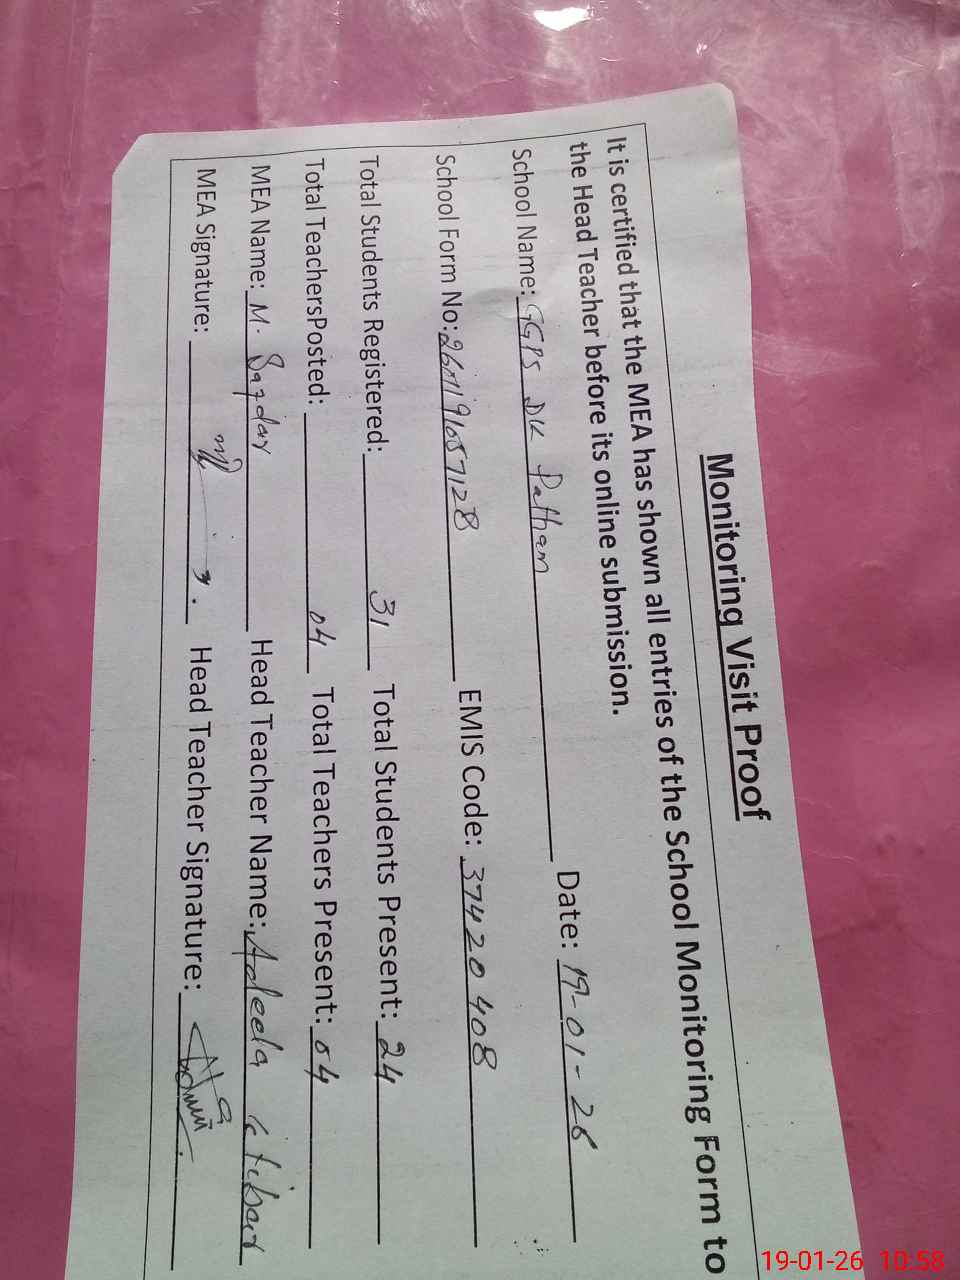 Monitoring Visit Proof
It is certified that the MEA has shown all entries of the School Monitoring Form to
the Head Teacher before its online submission.
School Name: GGPS DK Pathan Date: 19-01-26
School Form No: EMIS Code: 37420408
Total Students Registered: 31 Total Students Present: 24
Total TeachersPosted: 04 Total Teachers Present: 04
MEA Name: M. Head Teacher Name: Adeela
MEA Signature: Head Teacher Signature:
19-01-26 10:58